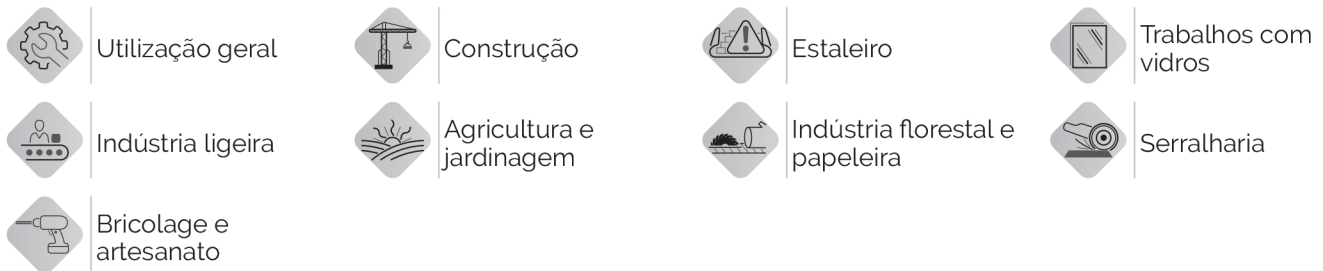 Utilização geral
Construção
Estaleiro
Trabalhos com
vidros
Indústria ligeira
Agricultura e
jardinagem
Indústria florestal e
papeleira
Serralharia
Bricolage e
artesanato